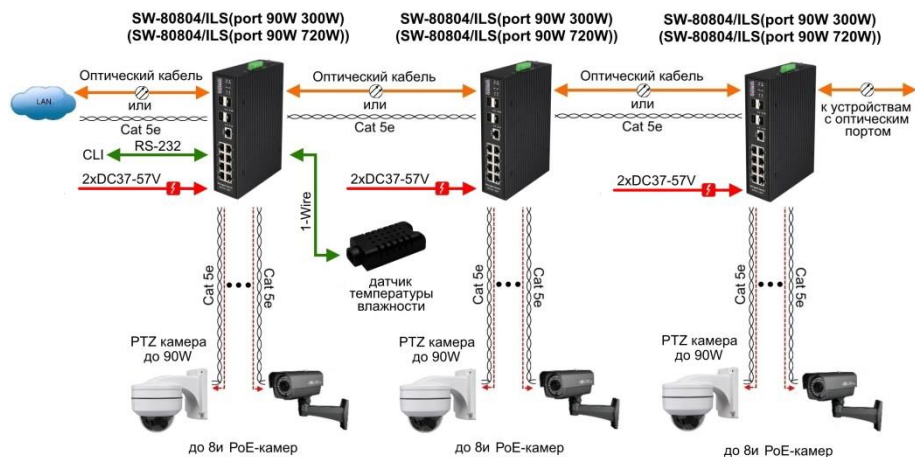 SW-80804/ILS(port 90W 300W)
(SW-80804/ILS(port 90W 720W))
SW-80804/ILS(port 90W 300W)
(SW-80804/ILS(port 90W 720W))
SW-80804/ILS(port 90W 300W)
(SW-80804/ILS(port 90W 720W))
LAN
Оптический кабель
или
Cat 5e
Оптический кабель
или
Cat 5e
Оптический кабель
или
Cat 5e
к устройствам
с оптическим
портом
CLI
RS-232
2xDC37-57V
2xDC37-57V
2xDC37-57V
1-Wire
датчик
температуры
влажности
Cat 5e
Cat 5e
Cat 5e
Cat 5e
Cat 5e
Cat 5e
PTZ камера
до 90W
PTZ камера
до 90W
PTZ камера
до 90W
до 8и PoE-камер
до 8и PoE-камер
до 8и PoE-камер